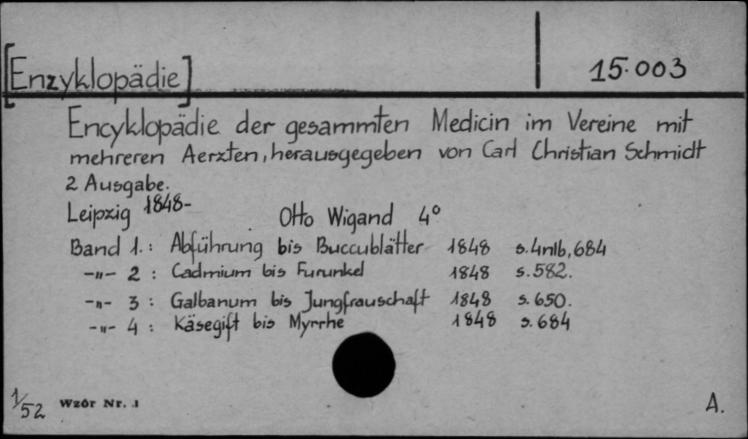 [Enzyklopädie] 15.003
Encyklopädie der gesammten Medicin im Vereine mit
mehreren Aerzten, herausgegeben von Carl Christian Schmidt
2 Ausgabe.
Leipzig 1848- Otto Wigand 4°
Band 1. : Abführung bis Buccublätter 1848 s. 4nlb, 684
-"- 2 : Cadmium bis Furunkel 1848 s. 582.
-"- 3 : Galbanum bis Jungfrauschaft 1848 s. 650.
-"- 4 : Käsegift bis Myrrhe 1848 s. 684
1/52 Wzór Nr. 1 A.